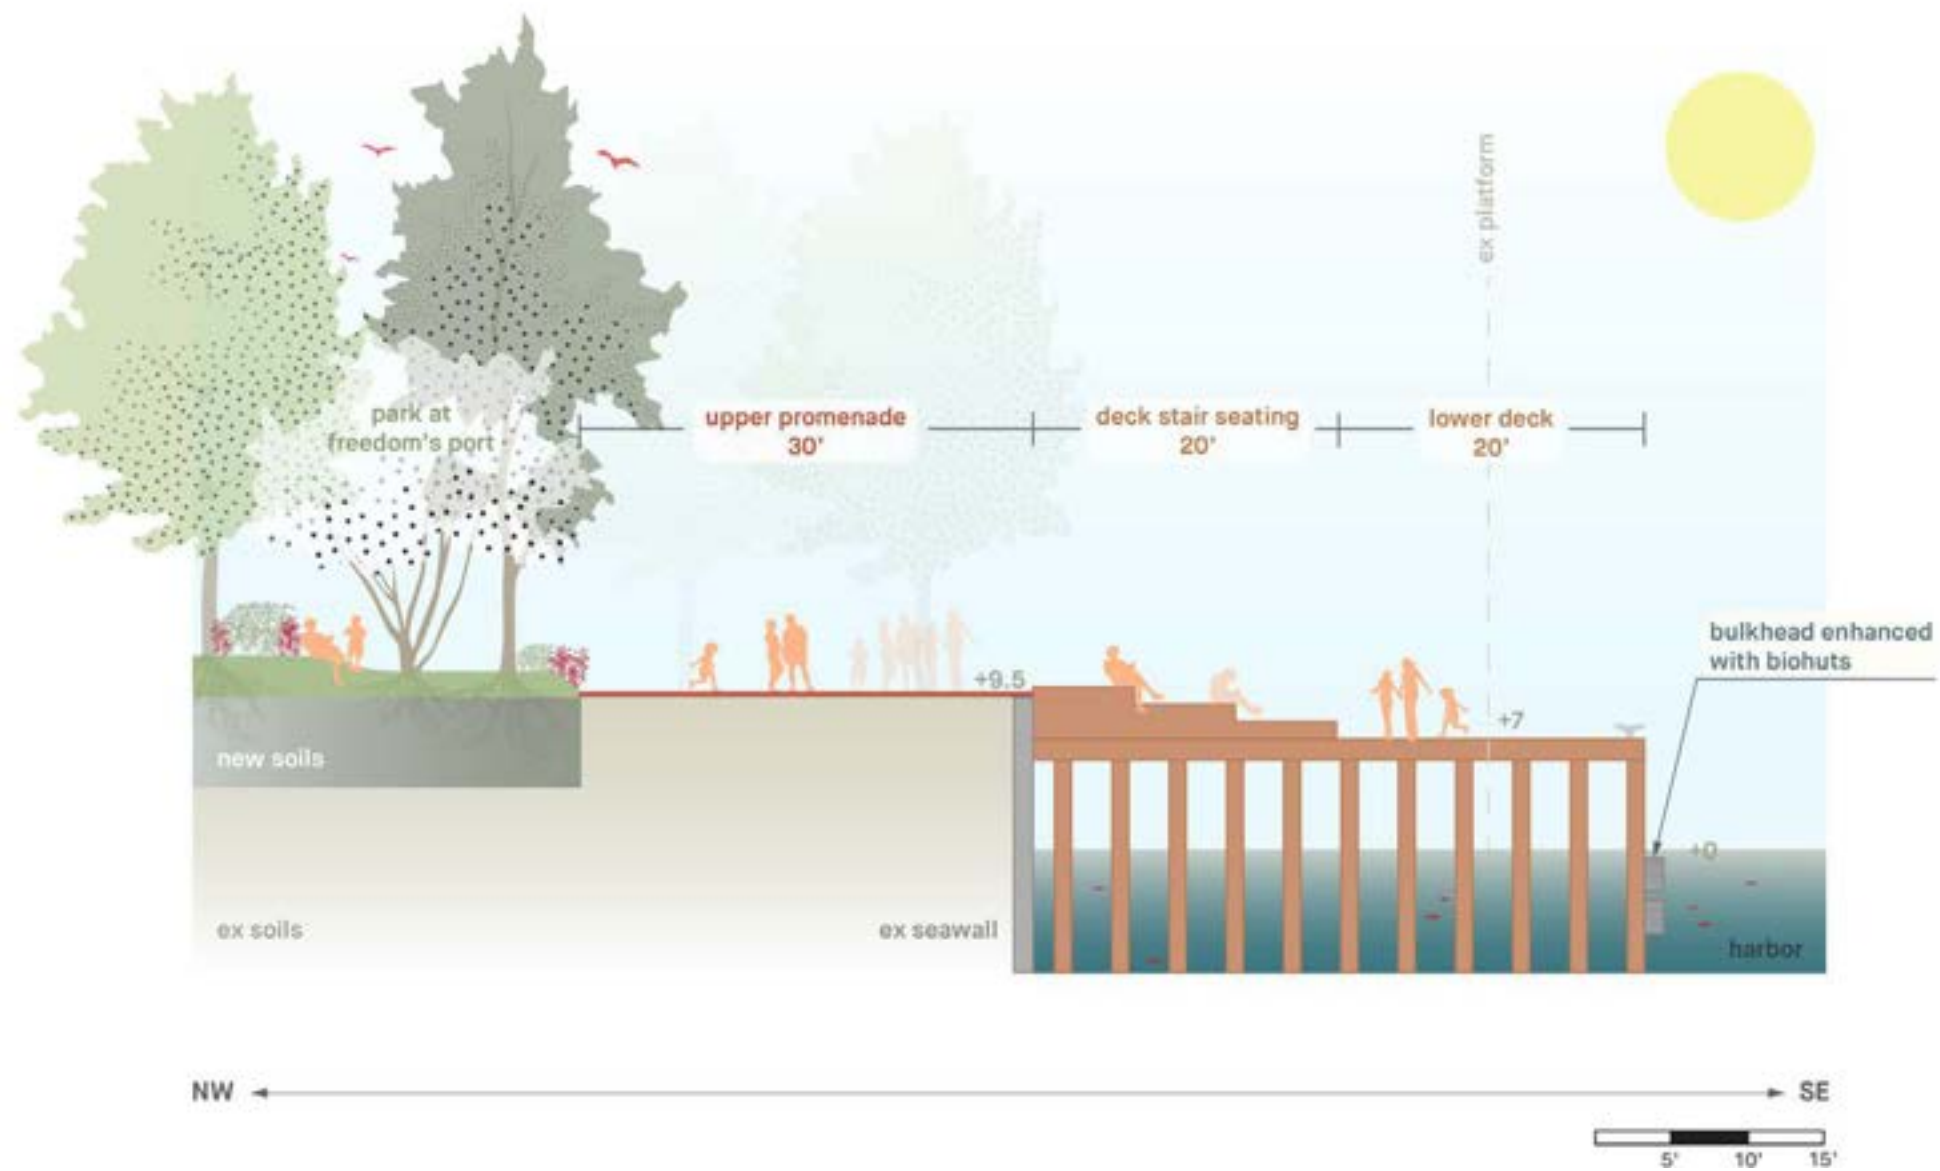 ex platform
park at
freedom's port
upper promenade
30'
deck stair seating
20'
lower deck
20'
bulkhead enhanced
with biohuts
+9.5
+7
+0
new soils
ex soils
ex seawall
harbor
NW
SE
5' 10' 15'